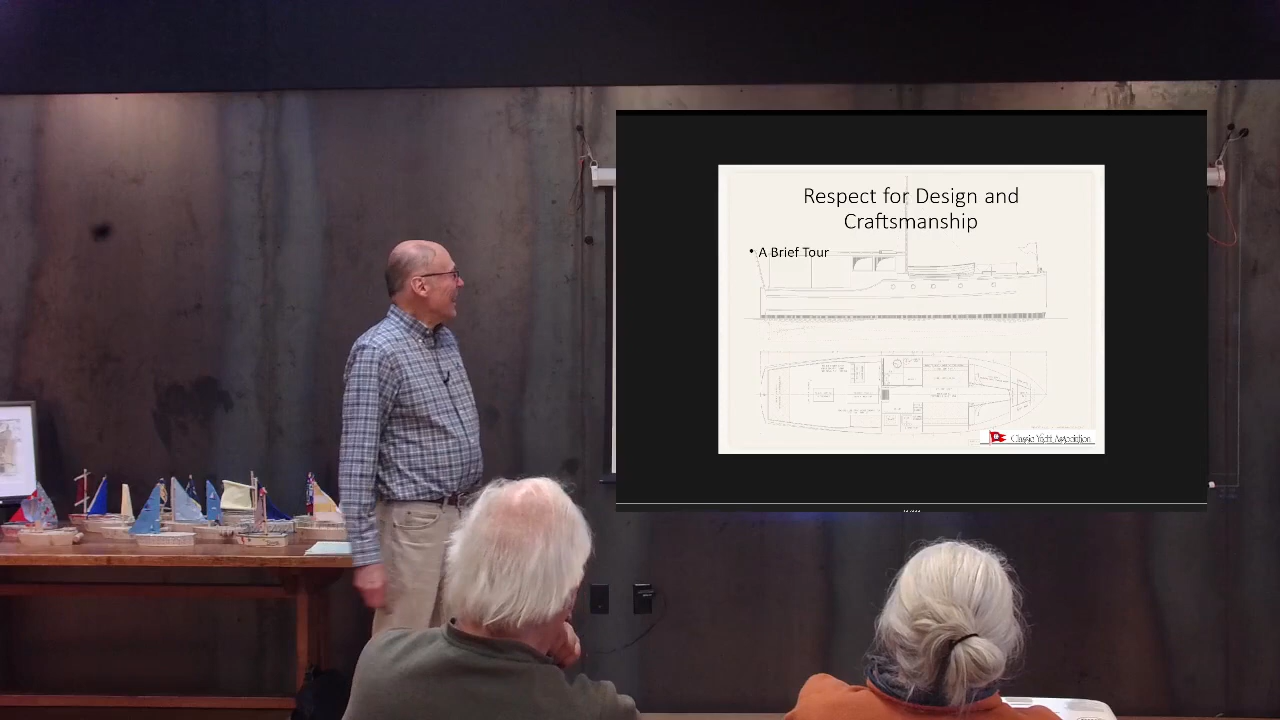 Respect for Design and
Craftsmanship
• A Brief Tour
Classic Yacht Association